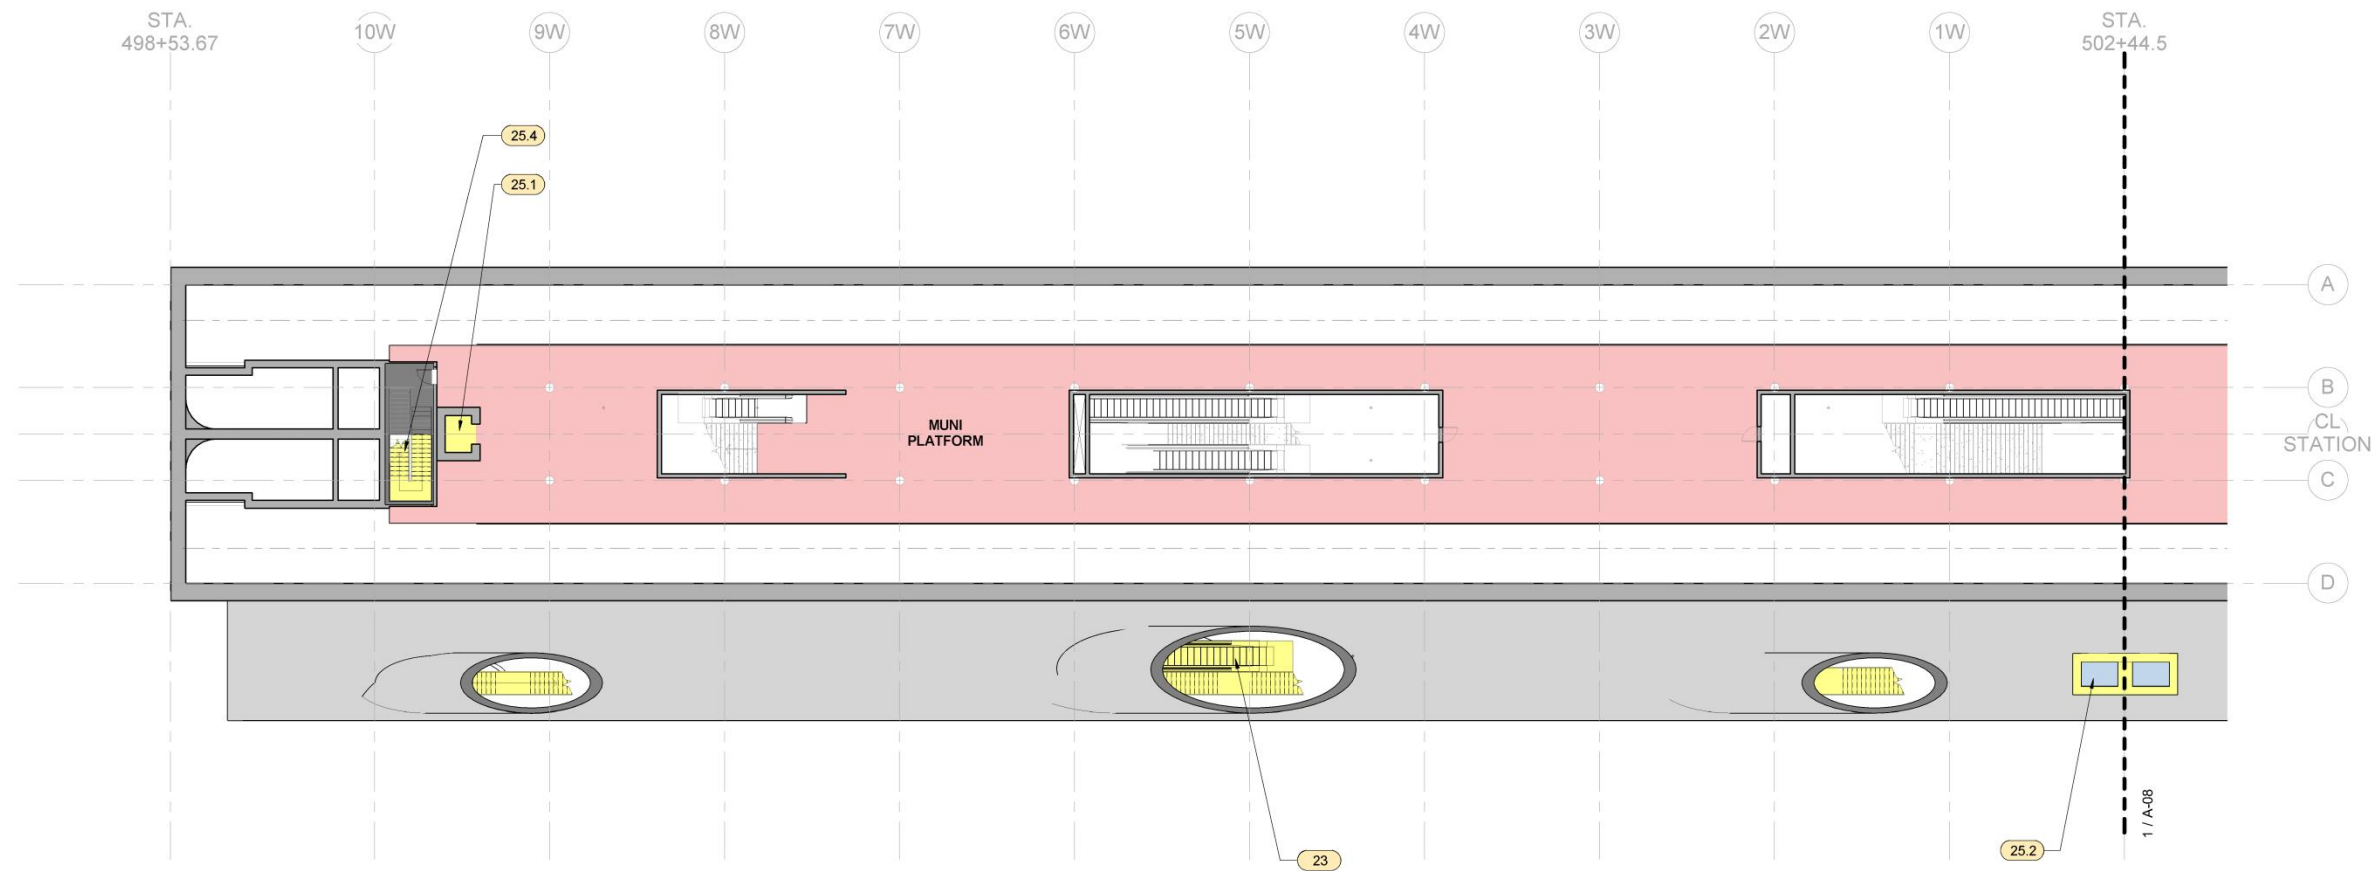 STA.
498+53.67
10W
9W
8W
7W
6W
5W
4W
3W
2W
1W
STA.
502+44.5
25.4
25.1
A
B
MUNI
PLATFORM
CL
STATION
C
D
1 / A-08
23
25.2